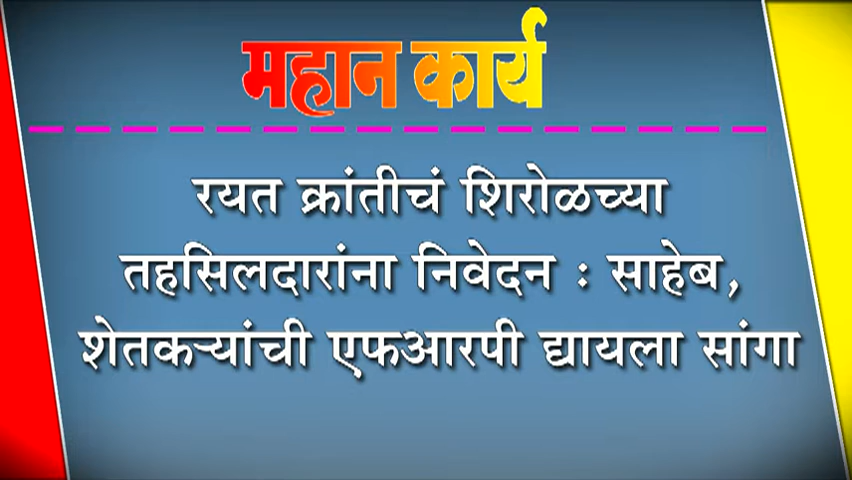 महान कार्य
रयत क्रांतीचं शिरोळच्या
तहसिलदारांना निवेदन : साहेब,
शेतकऱ्यांची एफआरपी द्यायला सांगा